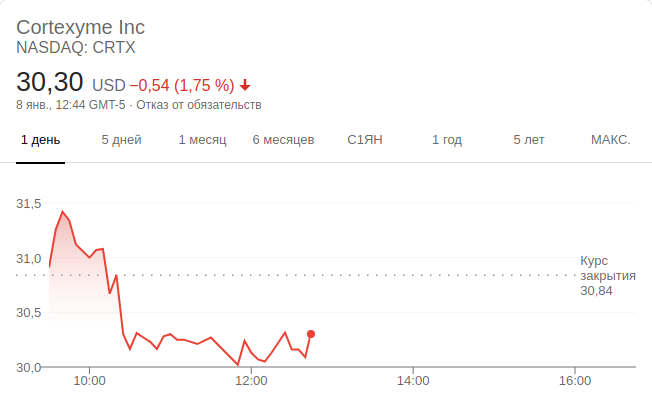 Cortexyme Inc
NASDAQ: CRTX
30,30 USD −0,54 (1,75 %)
8 янв., 12:44 GMT-5 · Отказ от обязательств
1 день 5 дней 1 месяц 6 месяцев С1ЯН 1 год 5 лет МАКС.
31,5
31,0
30,5
30,0
Курс
закрытия
30,84
10:00 12:00 14:00 16:00